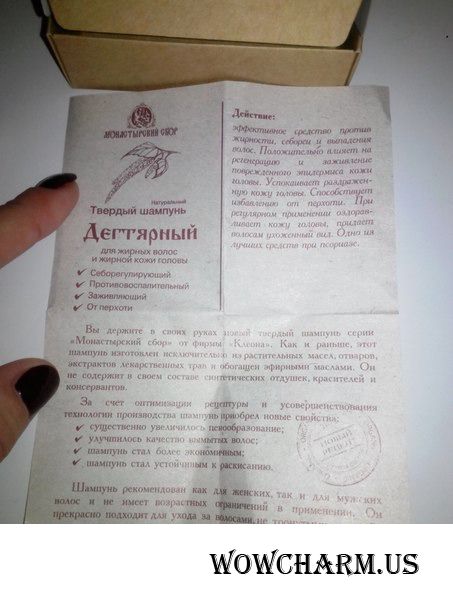 МОНАСТЫРСКИЙ СБОР
Натуральный
Твердый шампунь
Дегтярный
для жирных волос
и жирной кожи головы
✔ Себорегулирующий
✔ Противовоспалительный
✔ Заживляющий
✔ От перхоти
Действие:
эффективное средство против
жирности, себореи и выпадения
волос. Положительно влияет на
регенерацию и заживление
поврежденного эпидермиса кожи
головы. Успокаивает раздражен-
ную кожу головы. Способствует
избавлению от перхоти. При
регулярном применении оздорав-
ливает кожу головы, придает
волосам ухоженный вид. Одно из
лучших средств при псориазе.
Вы держите в своих руках новый твердый шампунь серии
«Монастырский сбор» от фирмы «Клеона». Как и раньше, этот
шампунь изготовлен исключительно из растительных масел, отваров,
экстрактов лекарственных трав и обогащен эфирными маслами. Он
не содержит в своем составе синтетических отдушек, красителей и
консервантов.
За счет оптимизации рецептуры и усовершенствования
технологии производства шампунь приобрел новые свойства:
✔ существенно увеличилось пенообразование;
✔ улучшилось качество вымытых волос;
✔ шампунь стал более экономичным;
✔ шампунь стал устойчивым к раскисанию.
НОВЫЙ
РЕЦЕПТ
Шампунь рекомендован как для женских, так и для мужских
волос и не имеет возрастных ограничений в применении. Он
прекрасно подходит для ухода за волосами, не
WOWCHARM.US